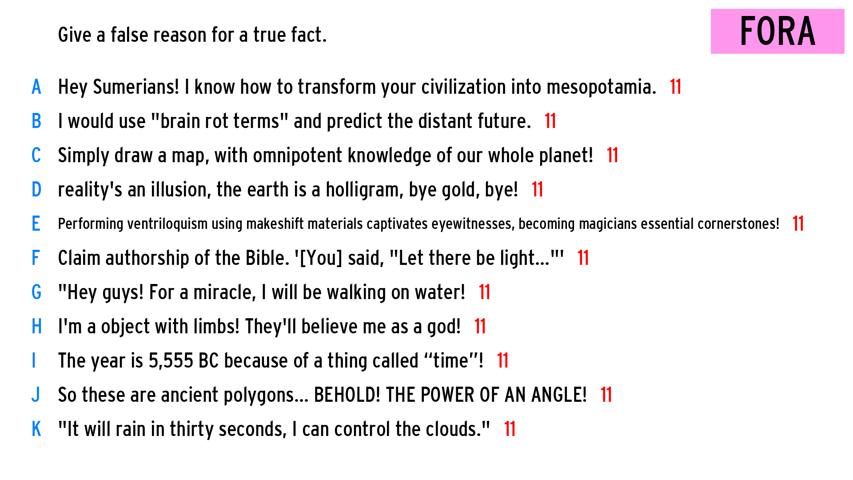 Give a false reason for a true fact.
FORA
A Hey Sumerians! I know how to transform your civilization into mesopotamia. 11
B I would use "brain rot terms" and predict the distant future. 11
C Simply draw a map, with omnipotent knowledge of our whole planet! 11
D reality's an illusion, the earth is a holligram, bye gold, bye! 11
E Performing ventriloquism using makeshift materials captivates eyewitnesses, becoming magicians essential cornerstones! 11
F Claim authorship of the Bible. '[You] said, "Let there be light..."' 11
G "Hey guys! For a miracle, I will be walking on water! 11
H I'm a object with limbs! They'll believe me as a god! 11
I The year is 5,555 BC because of a thing called “time”! 11
J So these are ancient polygons... BEHOLD! THE POWER OF AN ANGLE! 11
K "It will rain in thirty seconds, I can control the clouds." 11